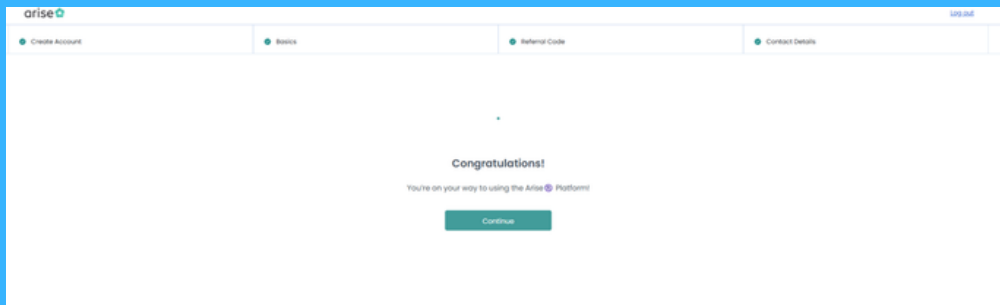 arise
Log out
Create Account
Basics
Referral Code
Contact Details
Congratulations!
You're on your way to using the Arise® Platform!
Continue